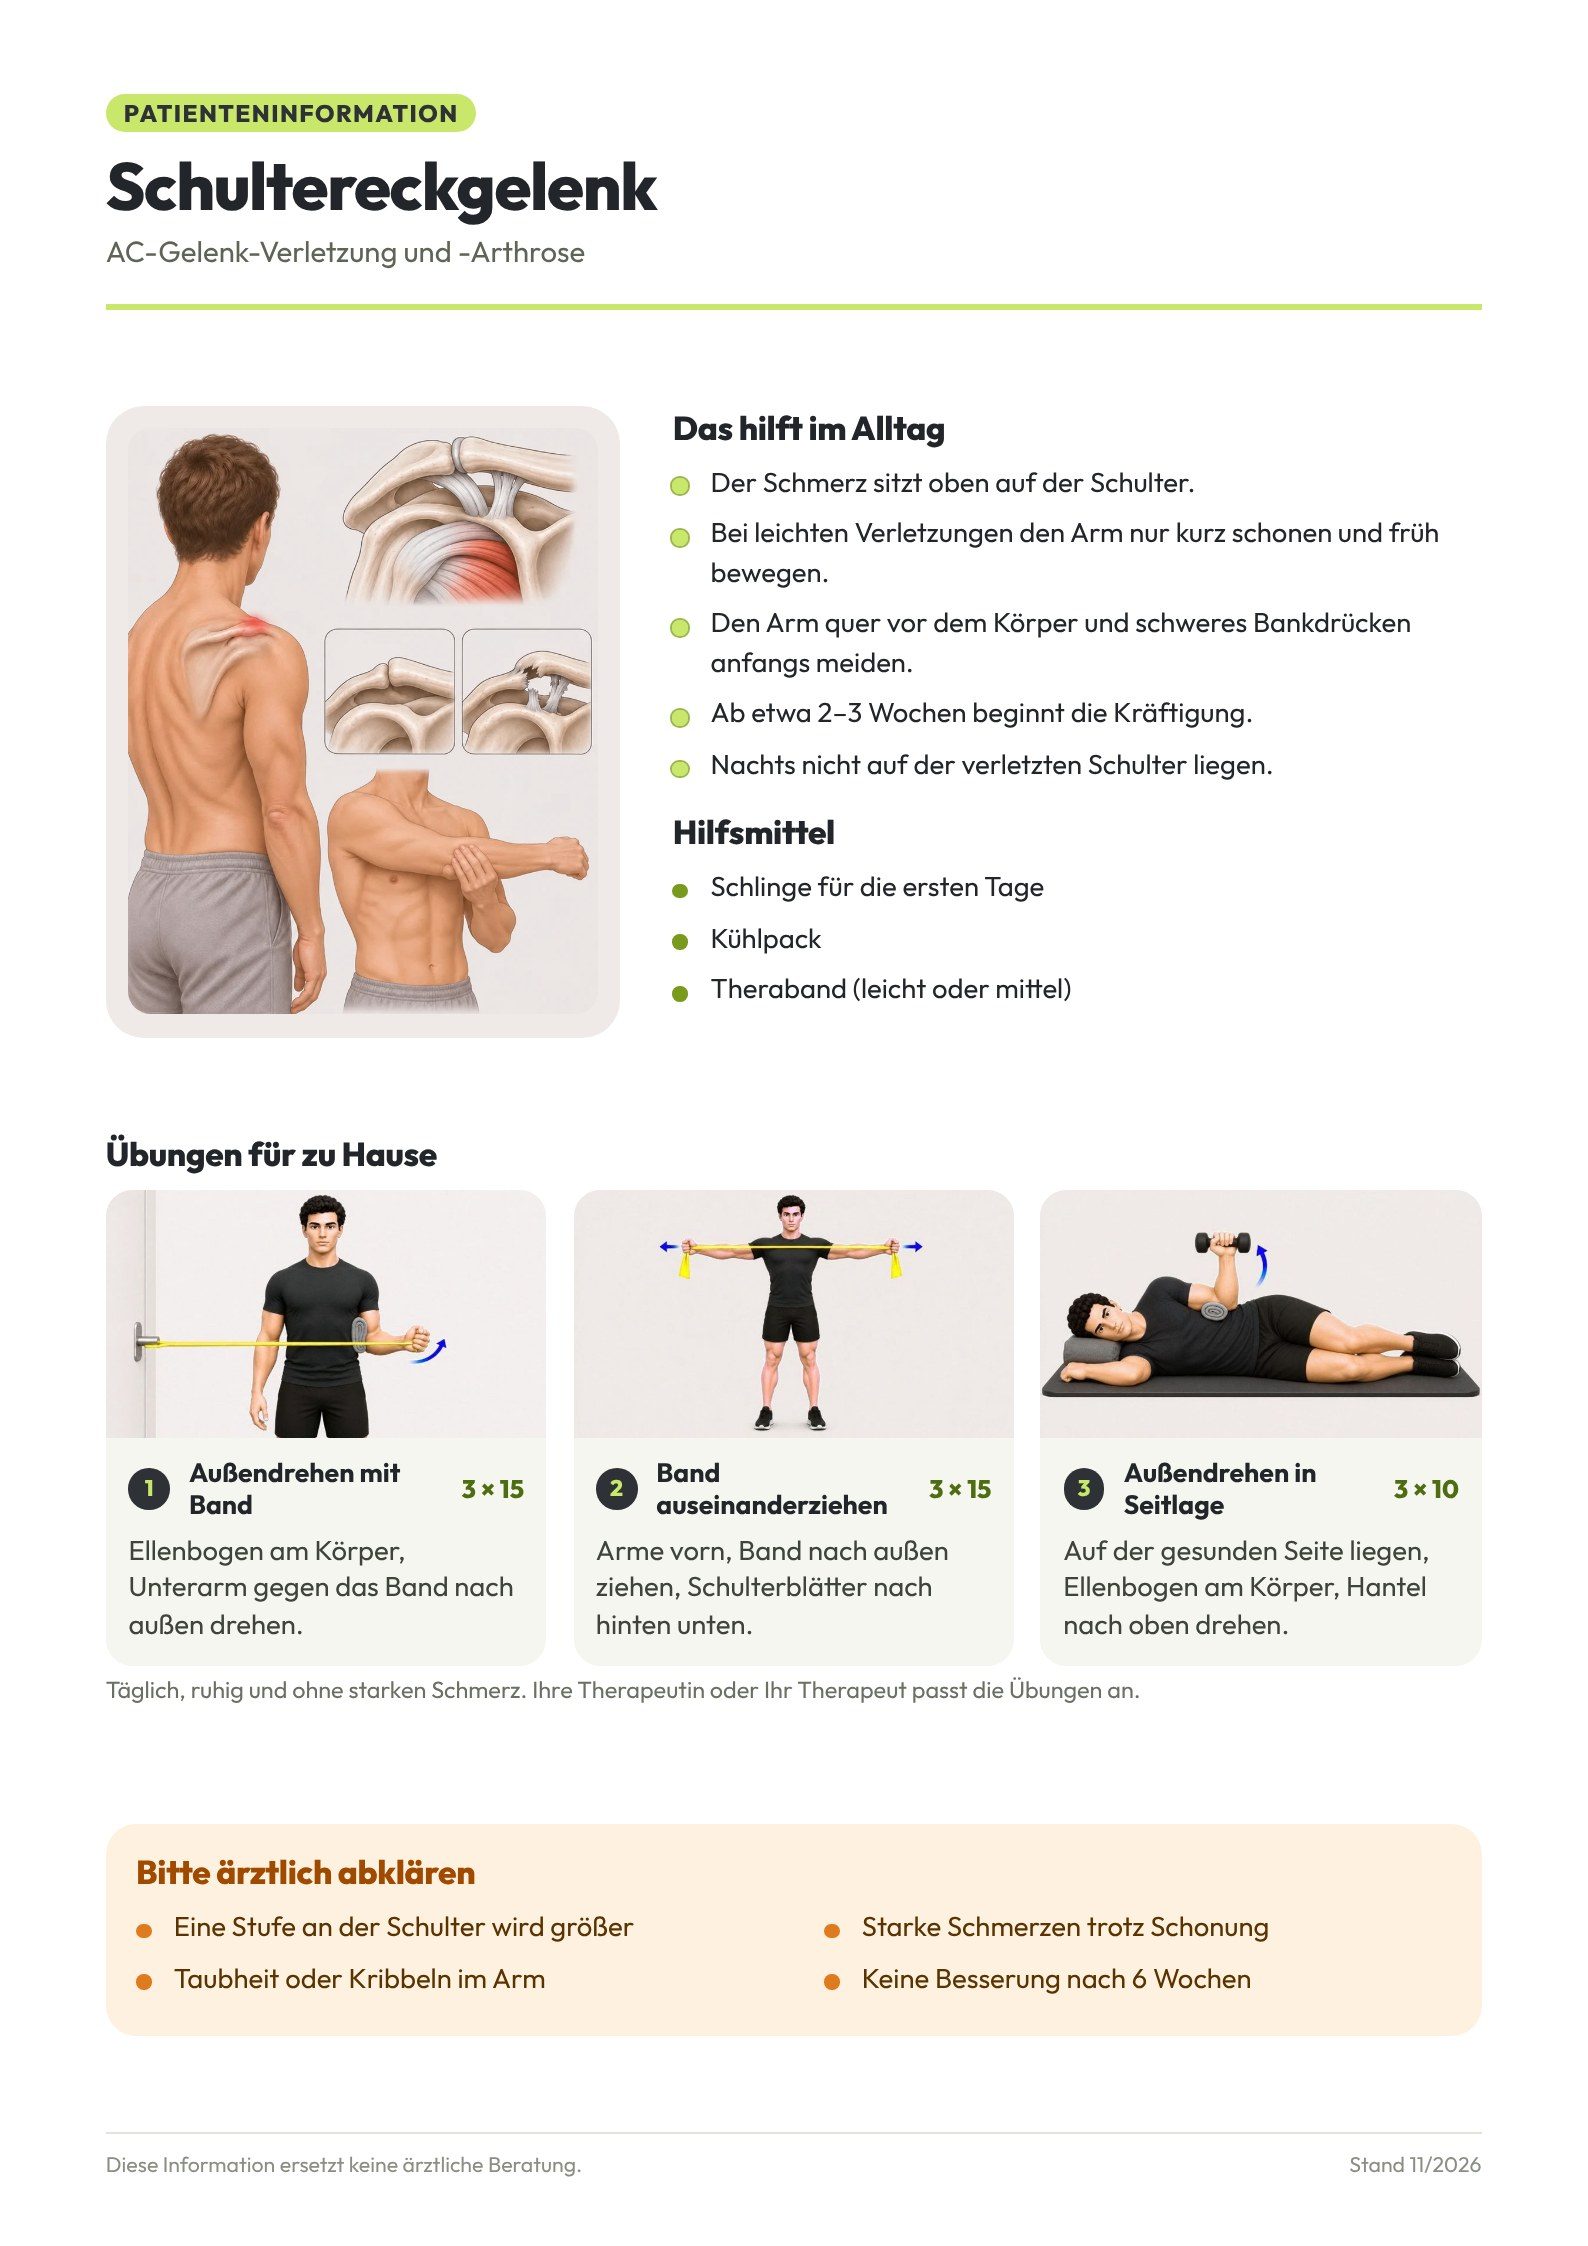 PATIENTENINFORMATION
Schultereckgelenk
AC-Gelenk-Verletzung und -Arthrose
Das hilft im Alltag
Der Schmerz sitzt oben auf der Schulter.
Bei leichten Verletzungen den Arm nur kurz schonen und früh
bewegen.
Den Arm quer vor dem Körper und schweres Bankdrücken
anfangs meiden.
Ab etwa 2–3 Wochen beginnt die Kräftigung.
Nachts nicht auf der verletzten Schulter liegen.
Hilfsmittel
Schlinge für die ersten Tage
Kühlpack
Theraband (leicht oder mittel)
Übungen für zu Hause
1 Außendrehen mit
Band
3 × 15
Ellenbogen am Körper,
Unterarm gegen das Band nach
außen drehen.
2 Band
auseinanderziehen
3 × 15
Arme vorn, Band nach außen
ziehen, Schulterblätter nach
hinten unten.
3 Außendrehen in
Seitlage
3 × 10
Auf der gesunden Seite liegen,
Ellenbogen am Körper, Hantel
nach oben drehen.
Täglich, ruhig und ohne starken Schmerz. Ihre Therapeutin oder Ihr Therapeut passt die Übungen an.
Bitte ärztlich abklären
Eine Stufe an der Schulter wird größer
Taubheit oder Kribbeln im Arm
Starke Schmerzen trotz Schonung
Keine Besserung nach 6 Wochen
Diese Information ersetzt keine ärztliche Beratung.
Stand 11/2026